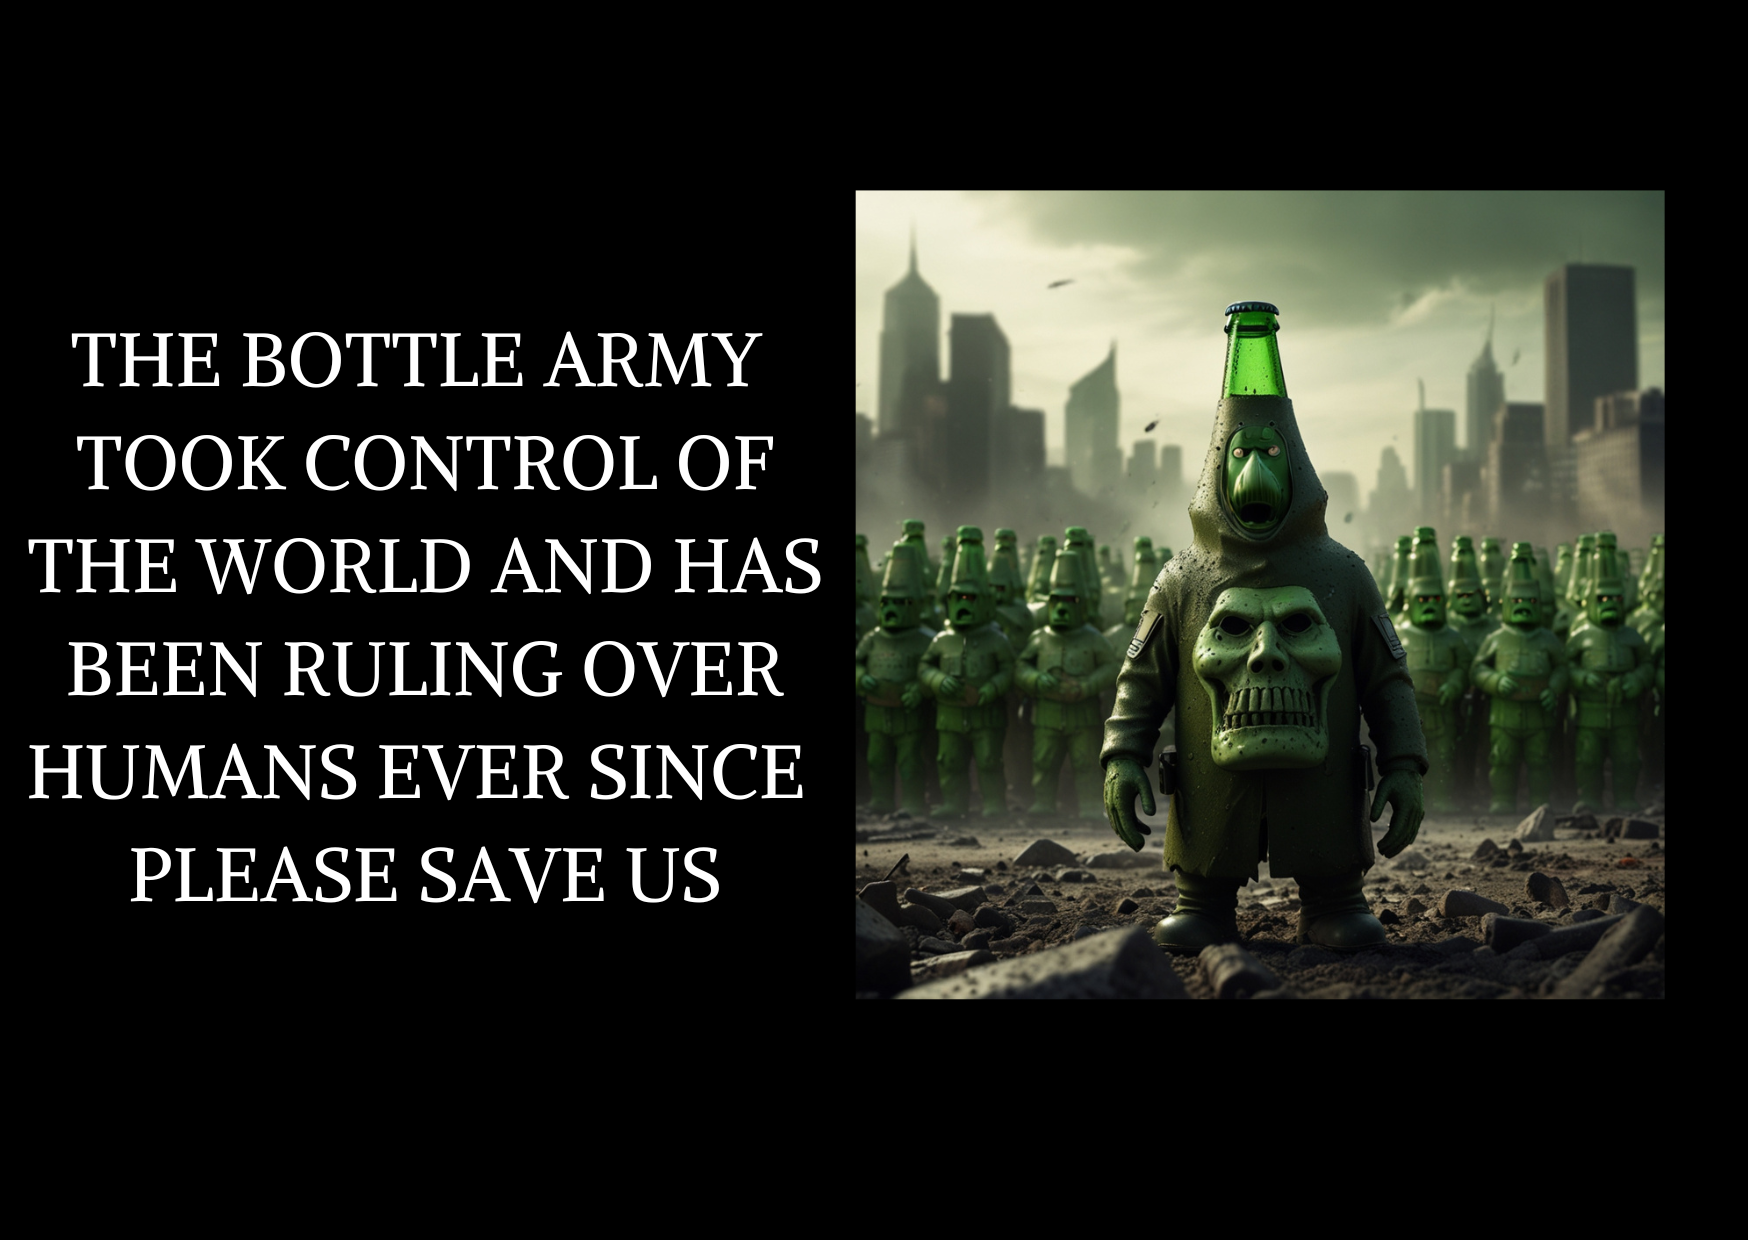 THE BOTTLE ARMY
TOOK CONTROL OF
THE WORLD AND HAS
BEEN RULING OVER
HUMANS EVER SINCE
PLEASE SAVE US